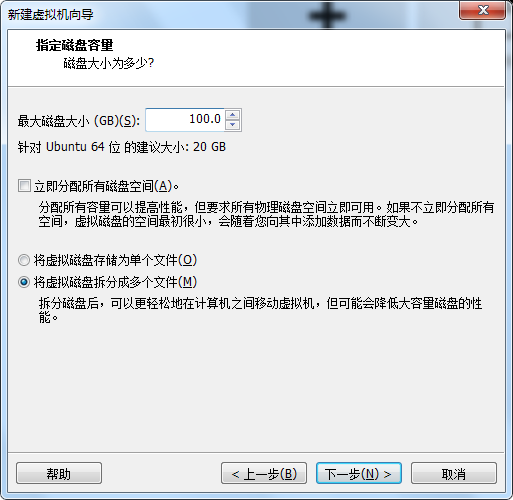 新建虚拟机向导
指定磁盘容量
磁盘大小为多少?
最大磁盘大小 (GB)(S): 100.0
针对 Ubuntu 64 位 的建议大小: 20 GB
立即分配所有磁盘空间(A)。
分配所有容量可以提高性能，但要求所有物理磁盘空间立即可用。如果不立即分配所有
空间，虚拟磁盘的空间最初很小，会随着您向其中添加数据而不断变大。
将虚拟磁盘存储为单个文件(O)
将虚拟磁盘拆分成多个文件(M)
拆分磁盘后，可以更轻松地在计算机之间移动虚拟机，但可能会降低大容量磁盘的性
能。
帮助 < 上一步(B) 下一步(N) > 取消